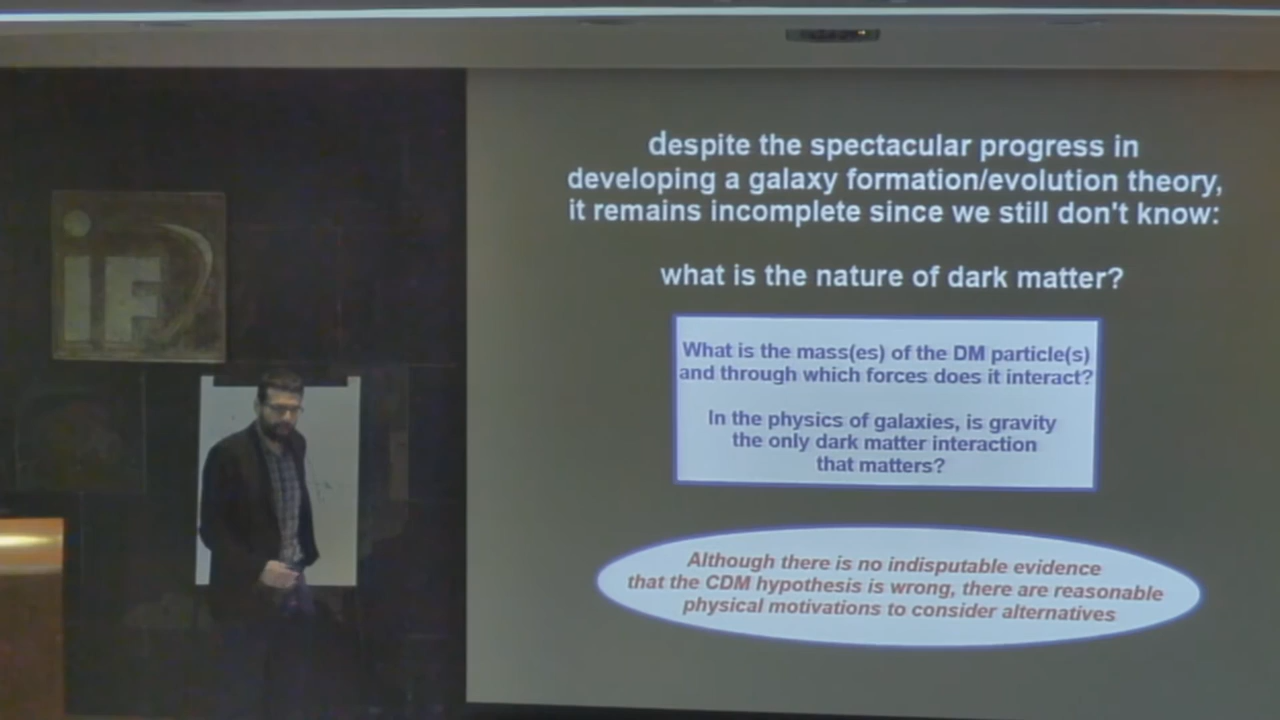 despite the spectacular progress in
developing a galaxy formation/evolution theory,
it remains incomplete since we still don't know:
what is the nature of dark matter?
What is the mass(es) of the DM particle(s)
and through which forces does it interact?
In the physics of galaxies, is gravity
the only dark matter interaction
that matters?
Although there is no indisputable evidence
that the CDM hypothesis is wrong, there are reasonable
physical motivations to consider alternatives
iF